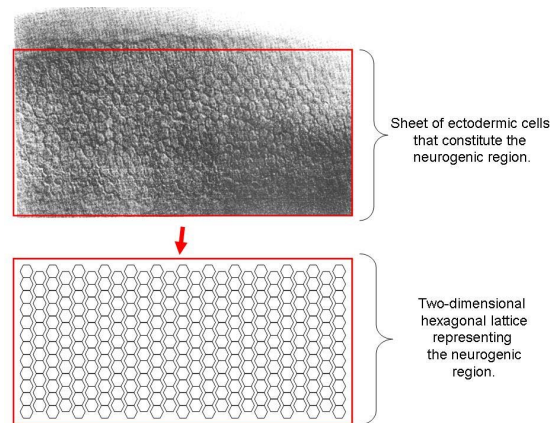 Sheet of ectodermic cells
that constitute the
neurogenic region.
Two-dimensional
hexagonal lattice
representing
the neurogenic
region.